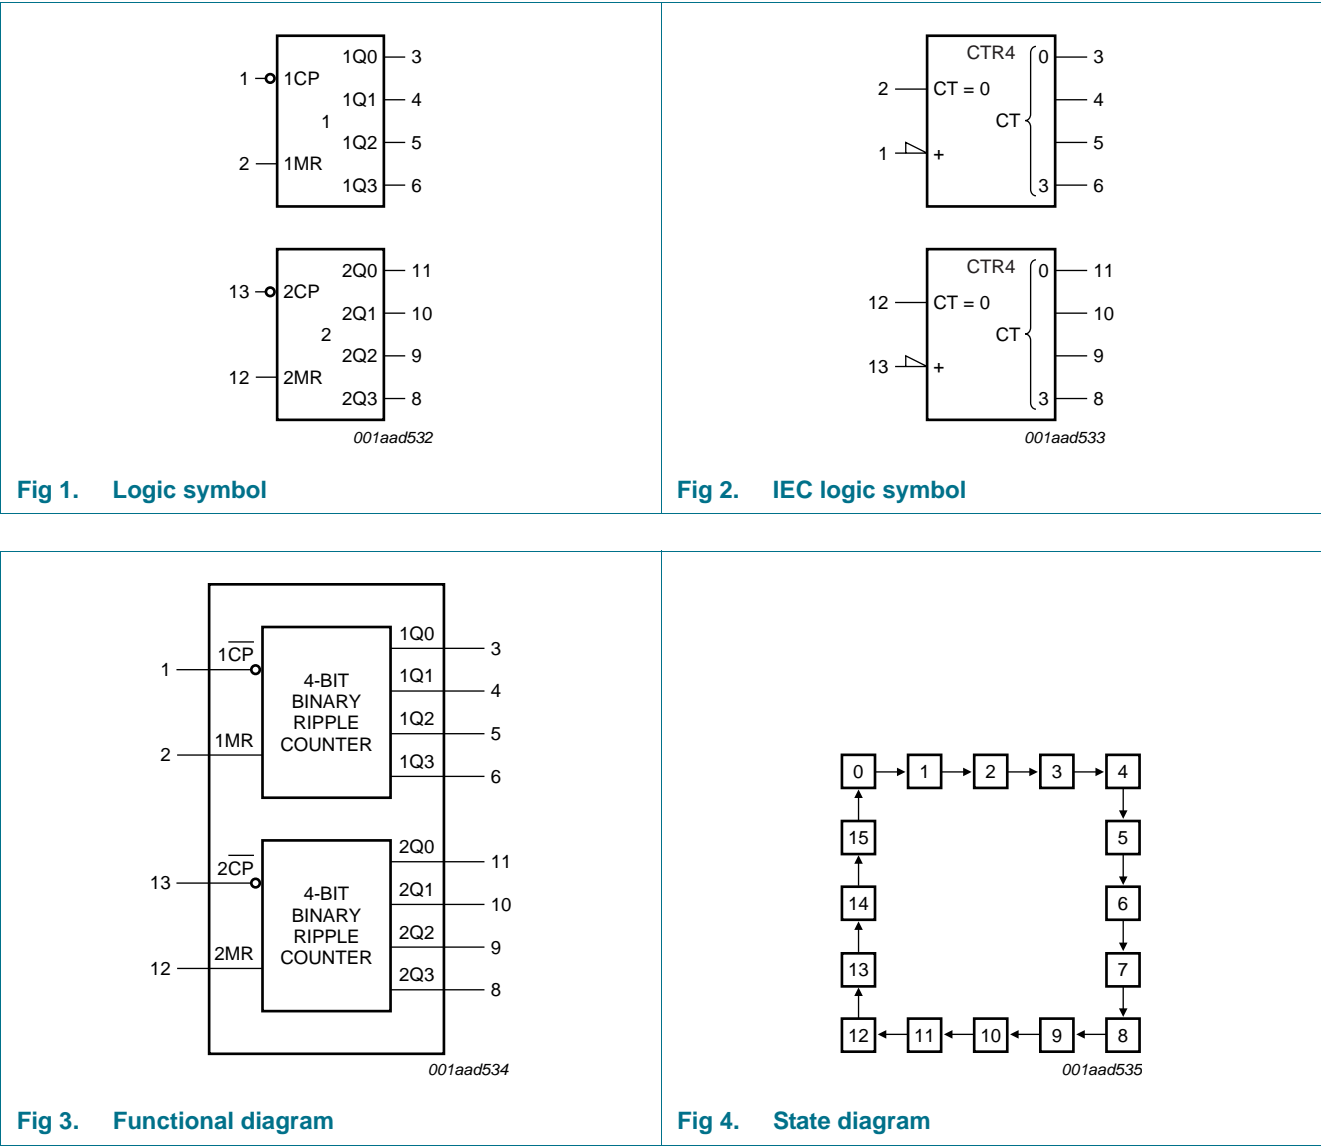 1QO 3
1 1CP
1Q1 4
1
1Q2 5
2 1MR
1Q3 6
2Q0 11
13 2CP
2Q1 10
2
2Q2 9
12 2MR
2Q3 8
001aad532
Fig 1. Logic symbol
CTR4 0 3
2 CT = 0
4
CT
5
1 +
3 6
CTR4 0 11
12 CT = 0
10
CT
9
13 +
3 8
001aad533
Fig 2. IEC logic symbol
1Q0
3
1 1CP
4-BIT
BINARY
RIPPLE
COUNTER
1Q1
4
1Q2
5
2 1MR
1Q3
6
2Q0
11
13 2CP
4-BIT
BINARY
RIPPLE
COUNTER
2Q1
10
2Q2
9
12 2MR
2Q3
8
001aad534
Fig 3. Functional diagram
0 1 2 3 4
15 5
14 6
13 7
12 11 10 9 8
001aad535
Fig 4. State diagram